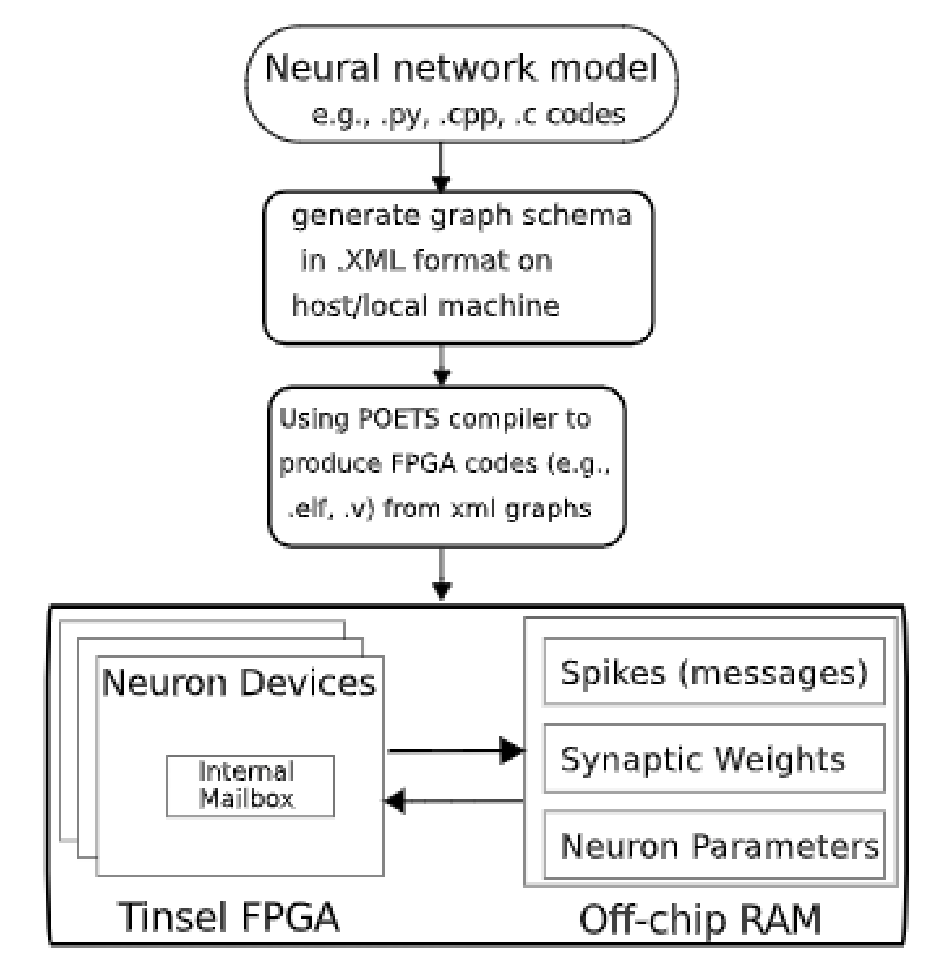 Neural network model
e.g., .py, .cpp, .c codes
generate graph schema
in .XML format on
host/local machine
Using POETS compiler to
produce FPGA codes (e.g.,
.elf, .v) from xml graphs
Neuron Devices
Internal
Mailbox
Spikes (messages)
Synaptic Weights
Neuron Parameters
Tinsel FPGA
Off-chip RAM